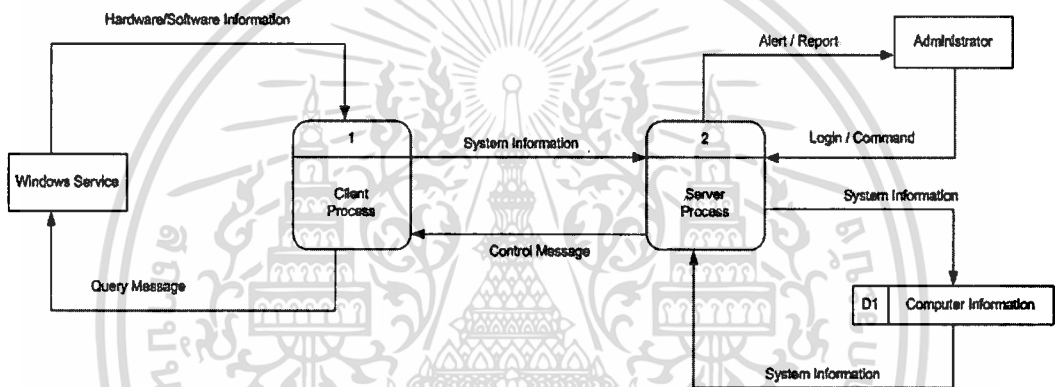 Hardware/Software Information
Alert / Report
Administrator
1
System Information
2
Login / Command
Windows Service
Client
Process
Server
Process
System Information
Control Message
Query Message
D1 Computer Information
System Information